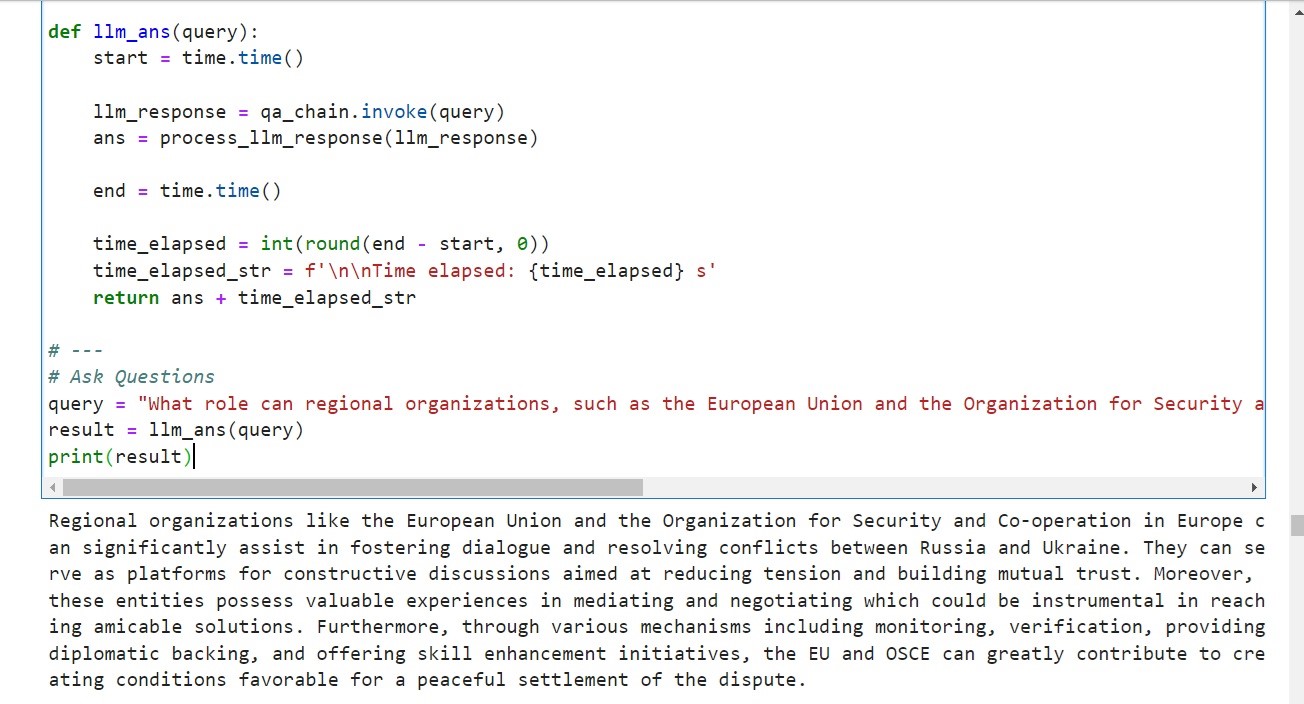 def llm_ans(query):
    start = time.time()

    llm_response = qa_chain.invoke(query)
    ans = process_llm_response(llm_response)

    end = time.time()

    time_elapsed = int(round(end - start, 0))
    time_elapsed_str = f'\n\nTime elapsed: {time_elapsed} s'
    return ans + time_elapsed_str

# ---
# Ask Questions
query = "What role can regional organizations, such as the European Union and the Organization for Security a
result = llm_ans(query)
print(result)
Regional organizations like the European Union and the Organization for Security and Co-operation in Europe c
an significantly assist in fostering dialogue and resolving conflicts between Russia and Ukraine. They can se
rve as platforms for constructive discussions aimed at reducing tension and building mutual trust. Moreover,
these entities possess valuable experiences in mediating and negotiating which could be instrumental in reach
ing amicable solutions. Furthermore, through various mechanisms including monitoring, verification, providing
diplomatic backing, and offering skill enhancement initiatives, the EU and OSCE can greatly contribute to cre
ating conditions favorable for a peaceful settlement of the dispute.